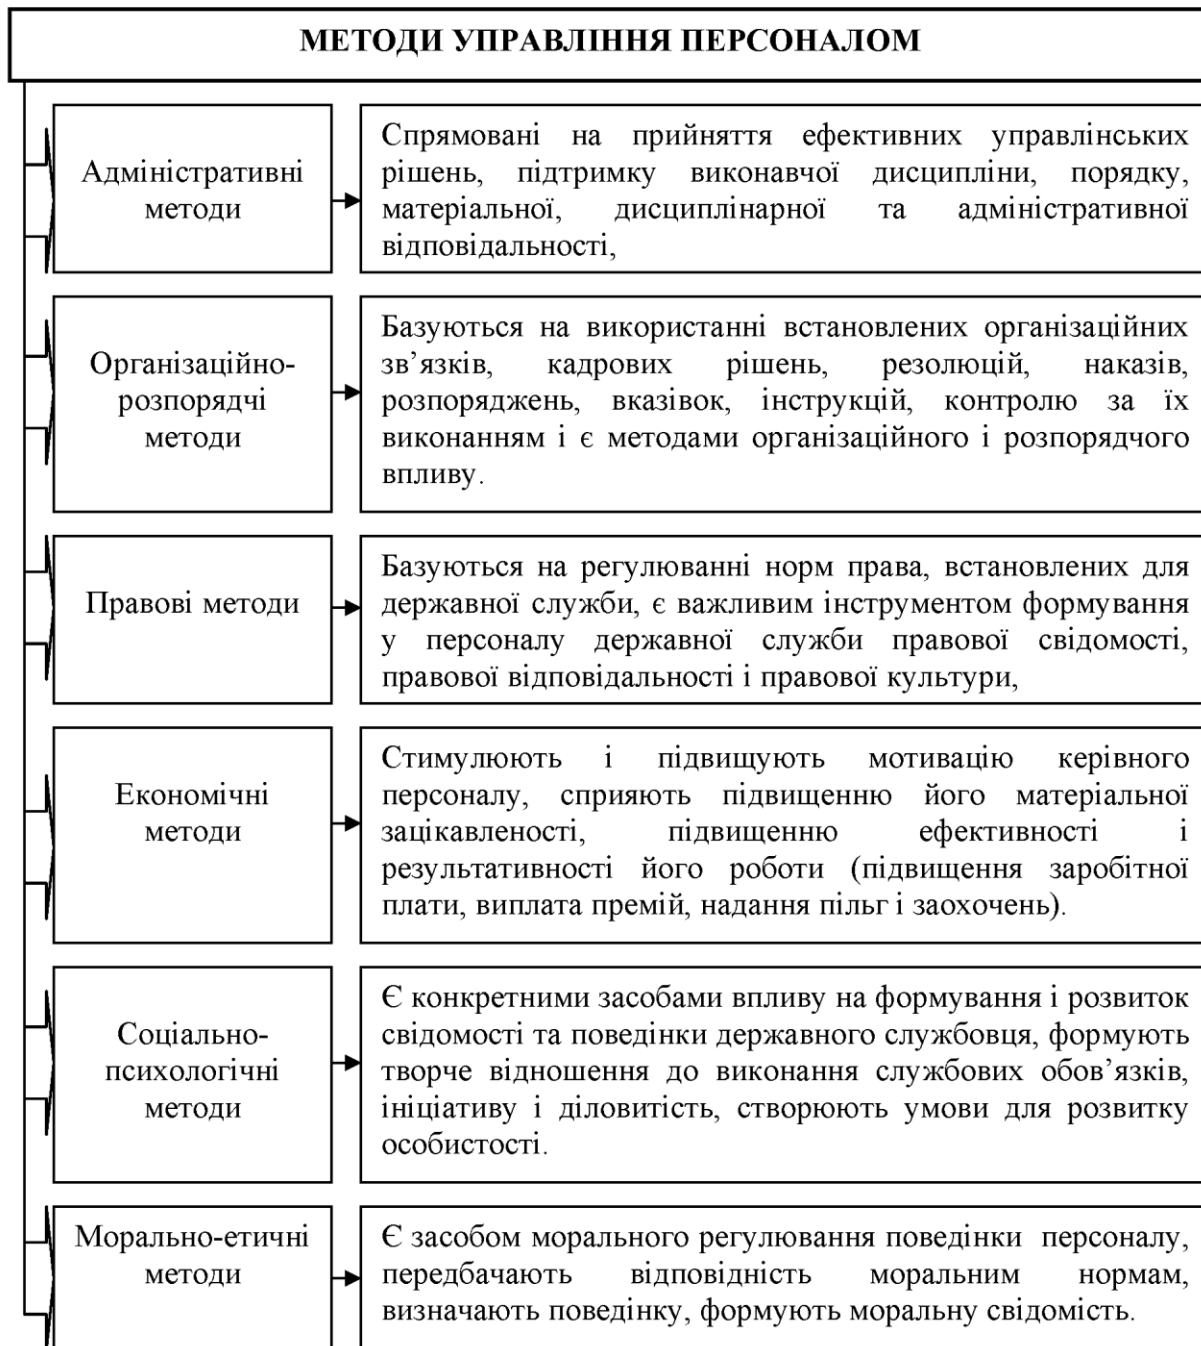 МЕТОДИ УПРАВЛІННЯ ПЕРСОНАЛОМ
Адміністративні
методи
Спрямовані на прийняття ефективних управлінських
рішень, підтримку виконавчої дисципліни, порядку,
матеріальної, дисциплінарної та адміністративної
відповідальності,
Організаційно-
розпорядчі
методи
Базуються на використанні встановлених організаційних
зв’язків, кадрових рішень, резолюцій, наказів,
розпоряджень, вказівок, інструкцій, контролю за їх
виконанням і є методами організаційного і розпорядчого
впливу.
Правові методи
Базуються на регулюванні норм права, встановлених для
державної служби, є важливим інструментом формування
у персоналу державної служби правової свідомості,
правової відповідальності і правової культури,
Економічні
методи
Стимулюють і підвищують мотивацію керівного
персоналу, сприяють підвищенню його матеріальної
зацікавленості, підвищенню ефективності і
результативності його роботи (підвищення заробітної
плати, виплата премій, надання пільг і заохочень).
Соціально-
психологічні
методи
Є конкретними засобами впливу на формування і розвиток
свідомості та поведінки державного службовця, формують
творче відношення до виконання службових обов’язків,
ініціативу і діловитість, створюють умови для розвитку
особистості.
Морально-етичні
методи
Є засобом морального регулювання поведінки персоналу,
передбачають відповідність моральним нормам,
визначають поведінку, формують моральну свідомість.